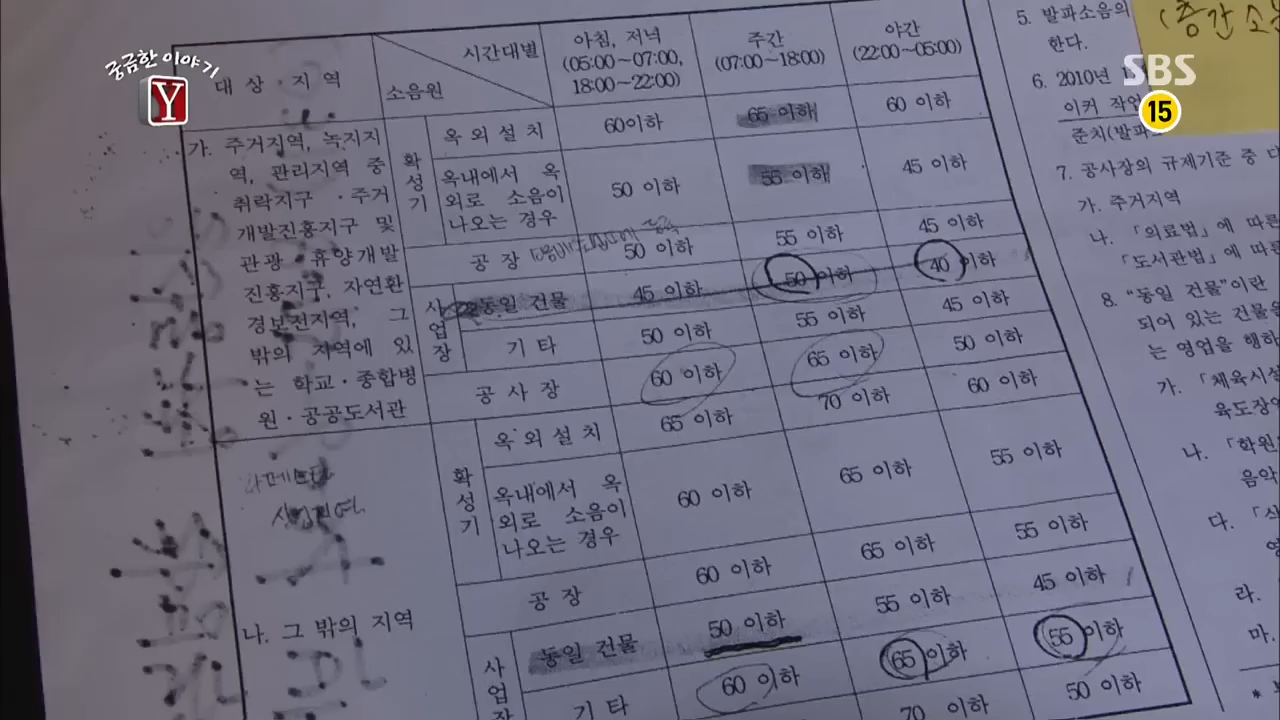 궁금한 이야기 Y
SBS
15
대 상 · 지 역
시간대별
소음원
아침, 저녁
(05:00~07:00,
18:00~22:00)
주간
(07:00~18:00)
야간
(22:00~05:00)
가. 주거지역, 녹지지
역, 관리지역 중
취락지구 · 주거
개발진흥지구 및
관광 · 휴양개발
진흥지구, 자연환
경보전지역, 그
밖의 지역에 있
는 학교 · 종합병
원 · 공공도서관
확성기
옥외설치 60이하 65 이하 60 이하
옥내에서 옥
외로 소음이
나오는 경우
50 이하 55 이하 45 이하
공 장 50 이하 55 이하 45 이하
사업장
동일 건물 45 이하 50 이하 40 이하
기 타 50 이하 55 이하 45 이하
공 사 장 60 이하 65 이하 50 이하
나. 그 밖의 지역
확성기
옥외설치 65 이하 70 이하 60 이하
옥내에서 옥
외로 소음이
나오는 경우
60 이하 65 이하 55 이하
공 장 60 이하 65 이하 55 이하
사업장
동일 건물 50 이하 55 이하 45 이하
기 타 60 이하 65 이하 55 이하
70 이하 50 이하
5. 발파소음의
한다.
6. 2010년
이커 작업
준치(발파
7. 공사장의 규제기준 중 다
가. 주거지역
나. 「의료법」에 따른
「도서관법」에 따른
8. "동일 건물"이란
되어 있는 건물
는 영업을 행하
가. 「체육시설
육도장업
나. 「학원
음악
다. 「식
영
라.
마.
(층간소음